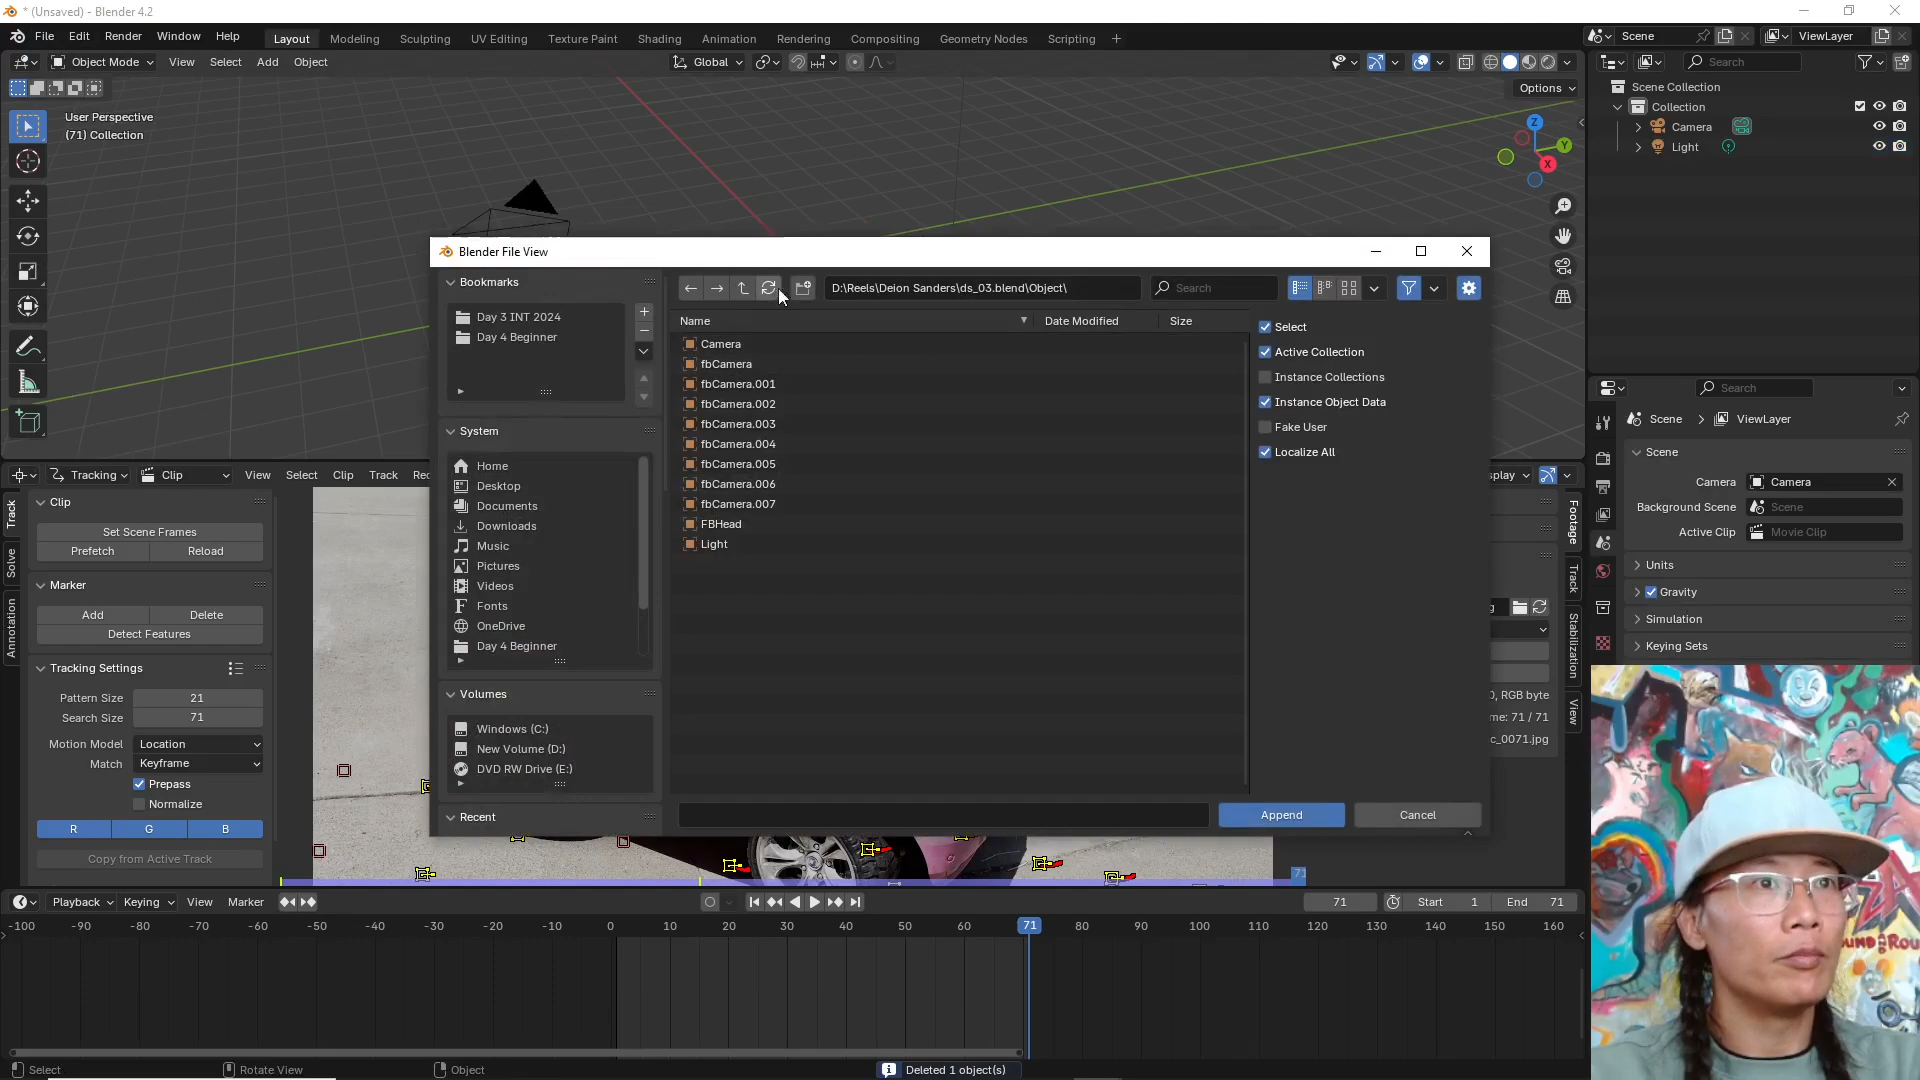 * (Unsaved) - Blender 4.2
File Edit Render Window Help Layout Modeling Sculpting UV Editing Texture Paint Shading Animation Rendering Compositing Geometry Nodes Scripting + Scene ViewLayer
Object Mode View Select Add Object Global Search
Options
User Perspective
(71) Collection
Scene Collection
Collection
Camera
Light
Z
Y
X
Blender File View
Bookmarks
Day 3 INT 2024
Day 4 Beginner
System
Home
Desktop
Documents
Downloads
Music
Pictures
Videos
Fonts
OneDrive
Day 4 Beginner
Volumes
Windows (C:)
New Volume (D:)
DVD RW Drive (E:)
Recent
D:\Reels\Deion Sanders\ds_03.blend\Object\ Search
Name Date Modified Size
Camera
fbCamera
fbCamera.001
fbCamera.002
fbCamera.003
fbCamera.004
fbCamera.005
fbCamera.006
fbCamera.007
FBHead
Light
Select
Active Collection
Instance Collections
Instance Object Data
Fake User
Localize All
Append Cancel
Search
Scene ViewLayer
Scene
Camera Camera
Background Scene Scene
Active Clip Movie Clip
Units
Gravity
Simulation
Keying Sets
Tracking Clip View Select Clip Track Rec
splay
Track
Solve
Annotation
Clip
Set Scene Frames
Prefetch Reload
Marker
Add Delete
Detect Features
Tracking Settings
Pattern Size 21
Search Size 71
Motion Model Location
Match Keyframe
Prepass
Normalize
R G B
Copy from Active Track
Footage
Track
Stabilization
View
g
0, RGB byte
me: 71 / 71
c_0071.jpg
71
Playback Keying View Marker 71 Start 1 End 71
-100 -90 -80 -70 -60 -50 -40 -30 -20 -10 0 10 20 30 40 50 60 71 80 90 100 110 120 130 140 150 160
Select Rotate View Object Deleted 1 object(s)